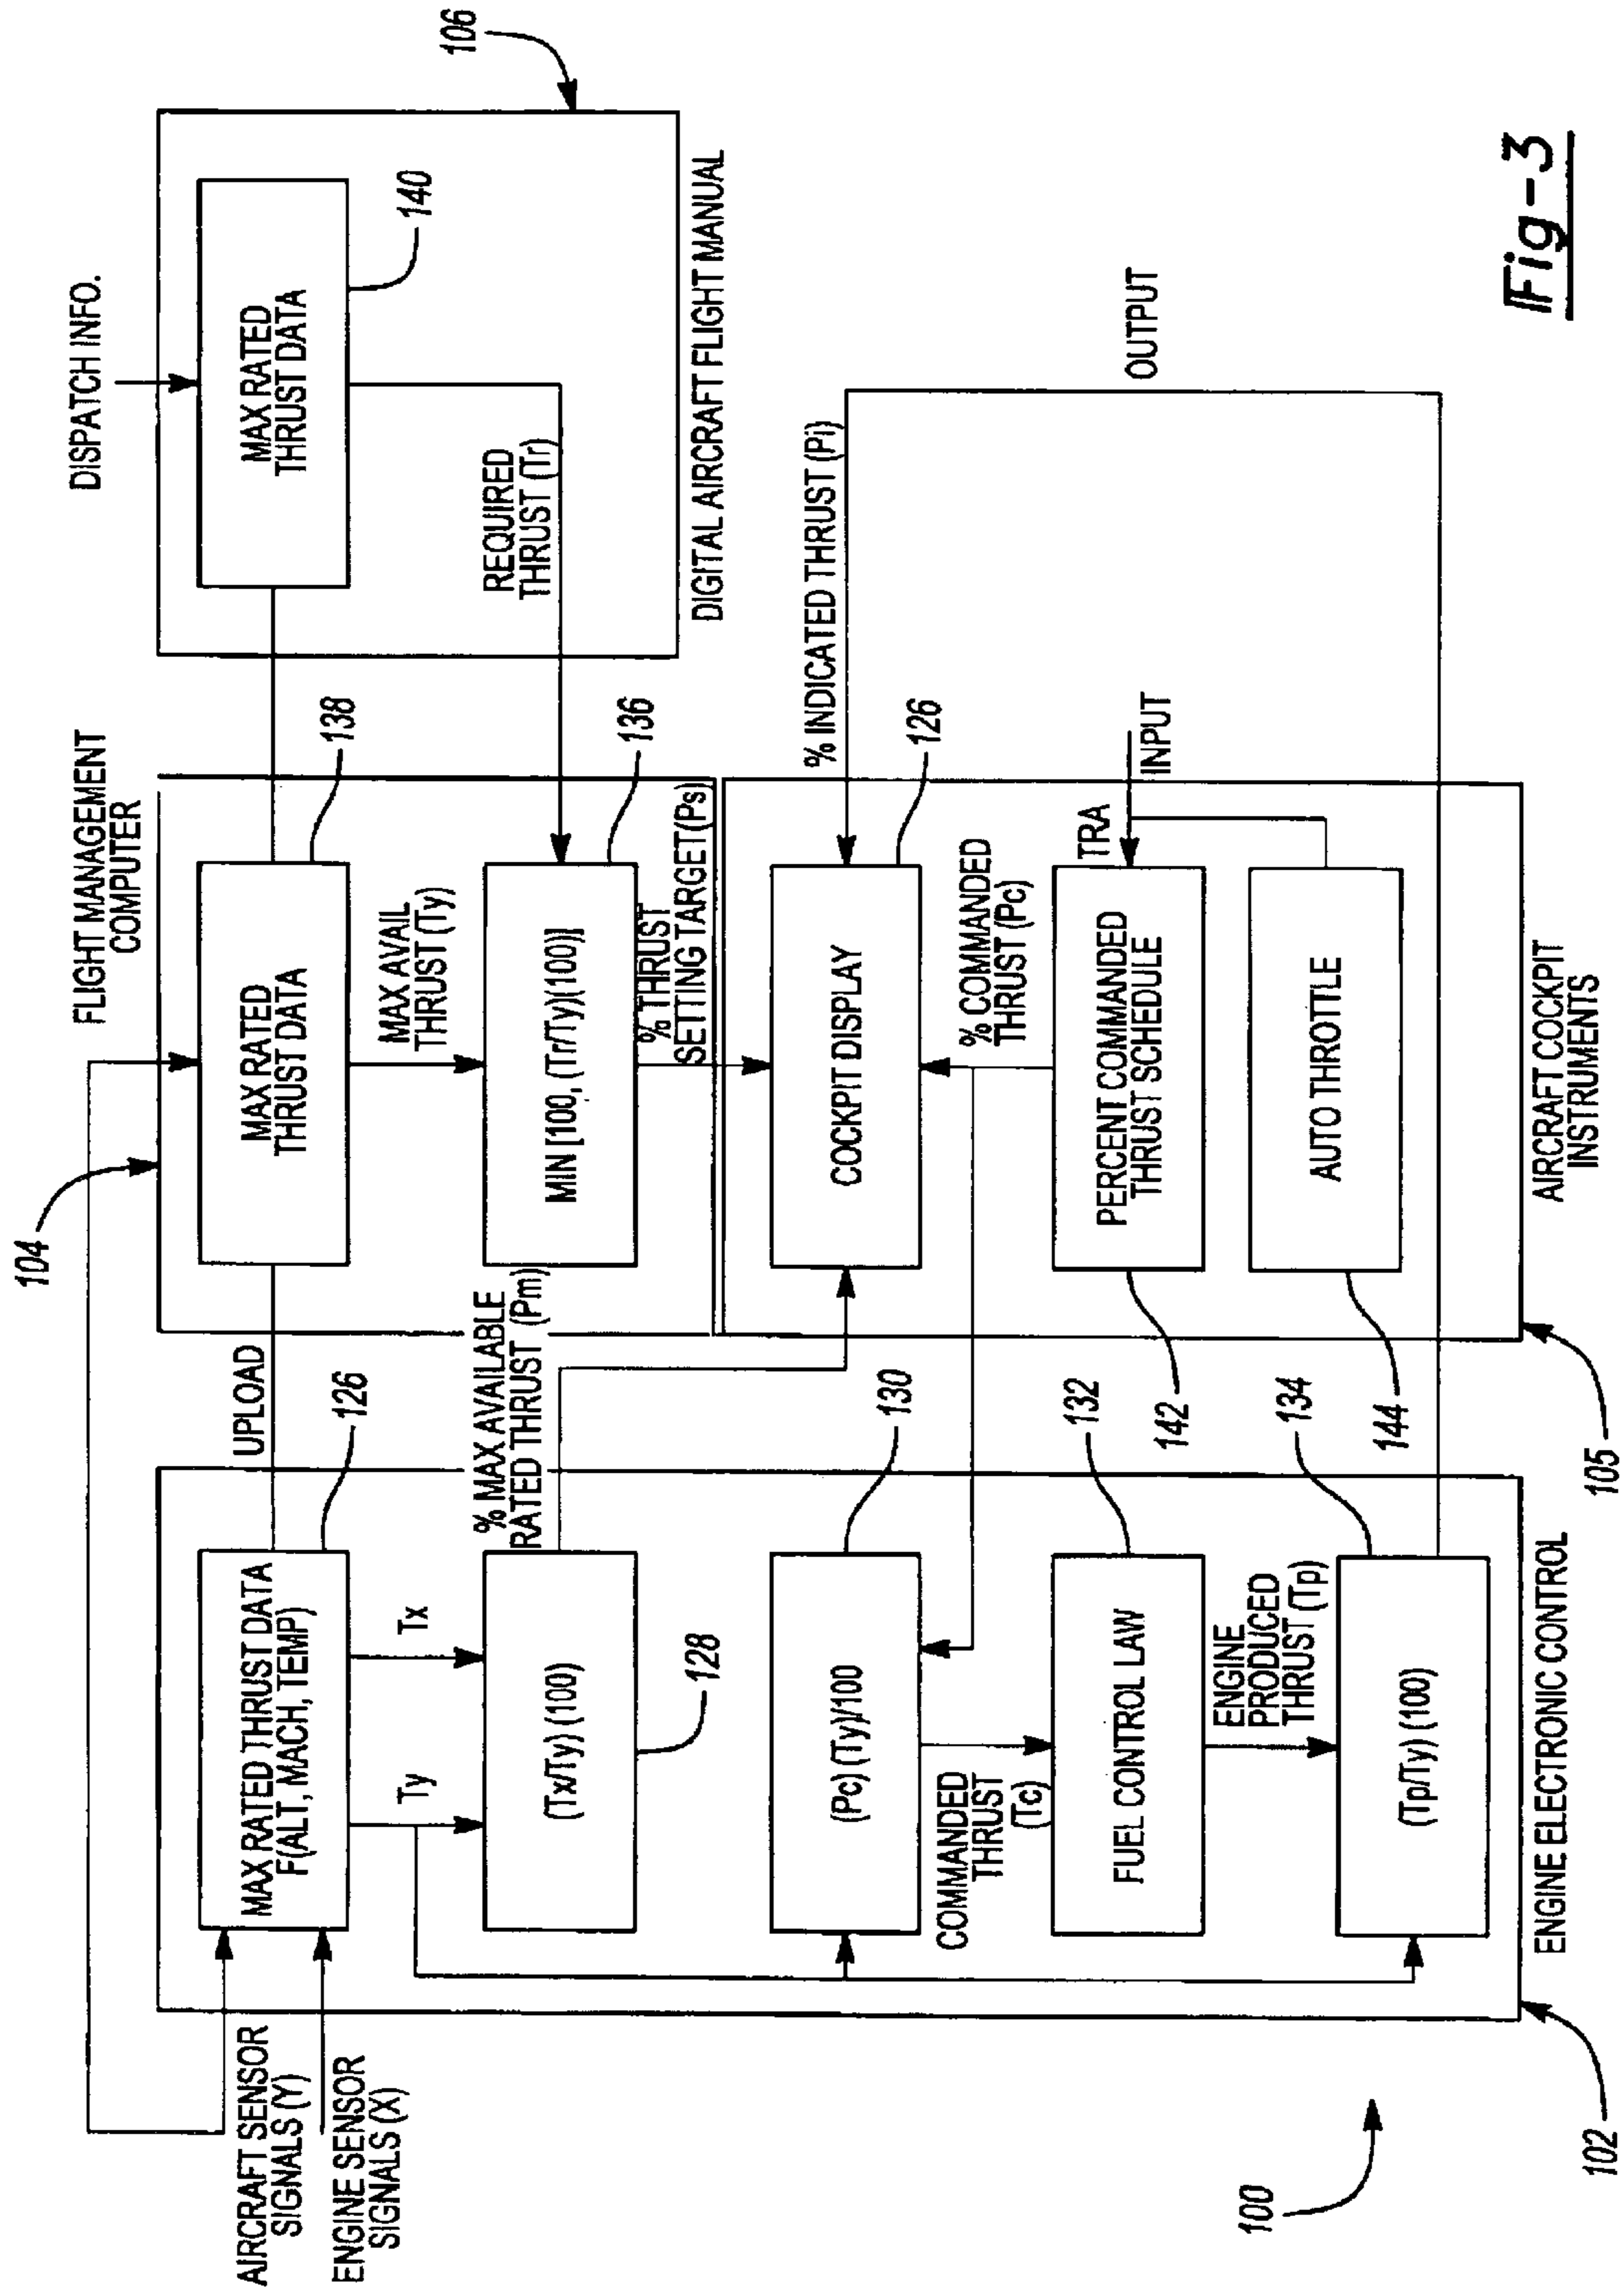 104
FLIGHT MANAGEMENT
COMPUTER
DISPATCH INFO.
106
AIRCRAFT SENSOR
SIGNALS (Y)
ENGINE SENSOR
SIGNALS (X)
MAX RATED THRUST DATA
F(ALT, MACH, TEMP)
126
UPLOAD
MAX RATED
THRUST DATA
138
MAX RATED
THRUST DATA
140
Ty
Tx
% MAX AVAILABLE
RATED THRUST (Pm)
MAX AVAIL
THRUST (Ty)
REQUIRED
THRUST (Tr)
(Tx/Ty) (100)
128
MIN [100, (Tr/Ty)(100)]
136
% THRUST
SETTING TARGET(Ps)
DIGITAL AIRCRAFT FLIGHT MANUAL
(Pc) (Ty)/100
130
COCKPIT DISPLAY
126
% INDICATED THRUST (Pi)
COMMANDED
THRUST
(Tc)
% COMMANDED
THRUST (Pc)
FUEL CONTROL LAW
132
PERCENT COMMANDED
THRUST SCHEDULE
142
TRA
INPUT
OUTPUT
ENGINE
PRODUCED
THRUST (Tp)
(Tp/Ty) (100)
134
AUTO THROTTLE
144
ENGINE ELECTRONIC CONTROL
102
AIRCRAFT COCKPIT
INSTRUMENTS
105
100
Fig-3